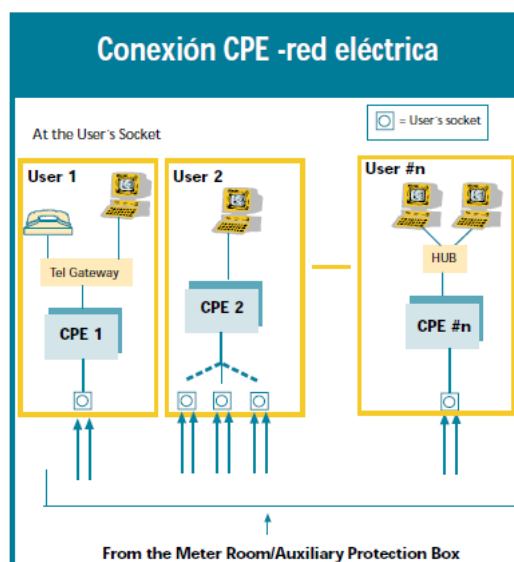 Conexión CPE -red eléctrica
= User´s socket
At the User´s Socket
User 1
User 2
User #n
Tel Gateway
HUB
CPE 1
CPE 2
CPE #n
From the Meter Room/Auxiliary Protection Box